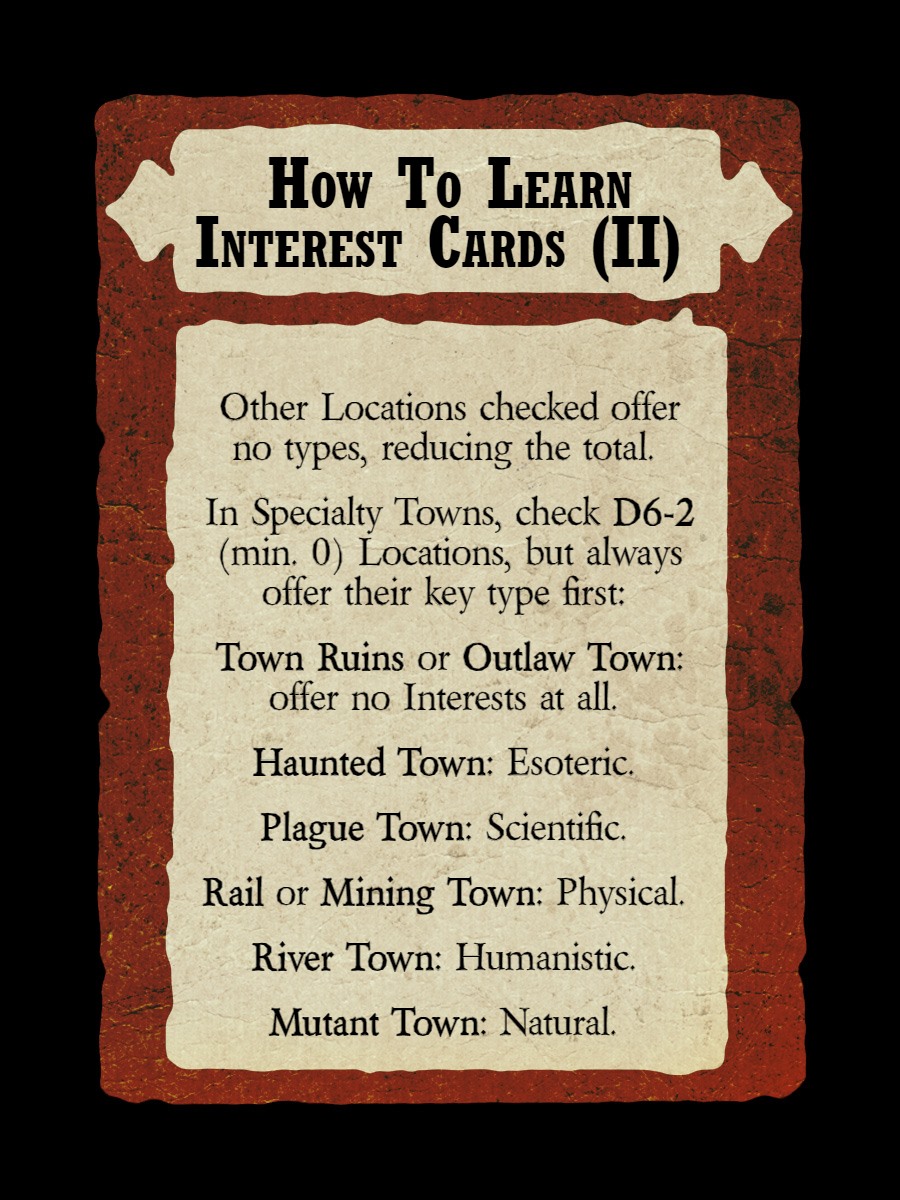 How To Learn
Interest Cards (II)
Other Locations checked offer
no types, reducing the total.
In Specialty Towns, check D6-2
(min. 0) Locations, but always
offer their key type first:
Town Ruins or Outlaw Town:
offer no Interests at all.
Haunted Town: Esoteric.
Plague Town: Scientific.
Rail or Mining Town: Physical.
River Town: Humanistic.
Mutant Town: Natural.